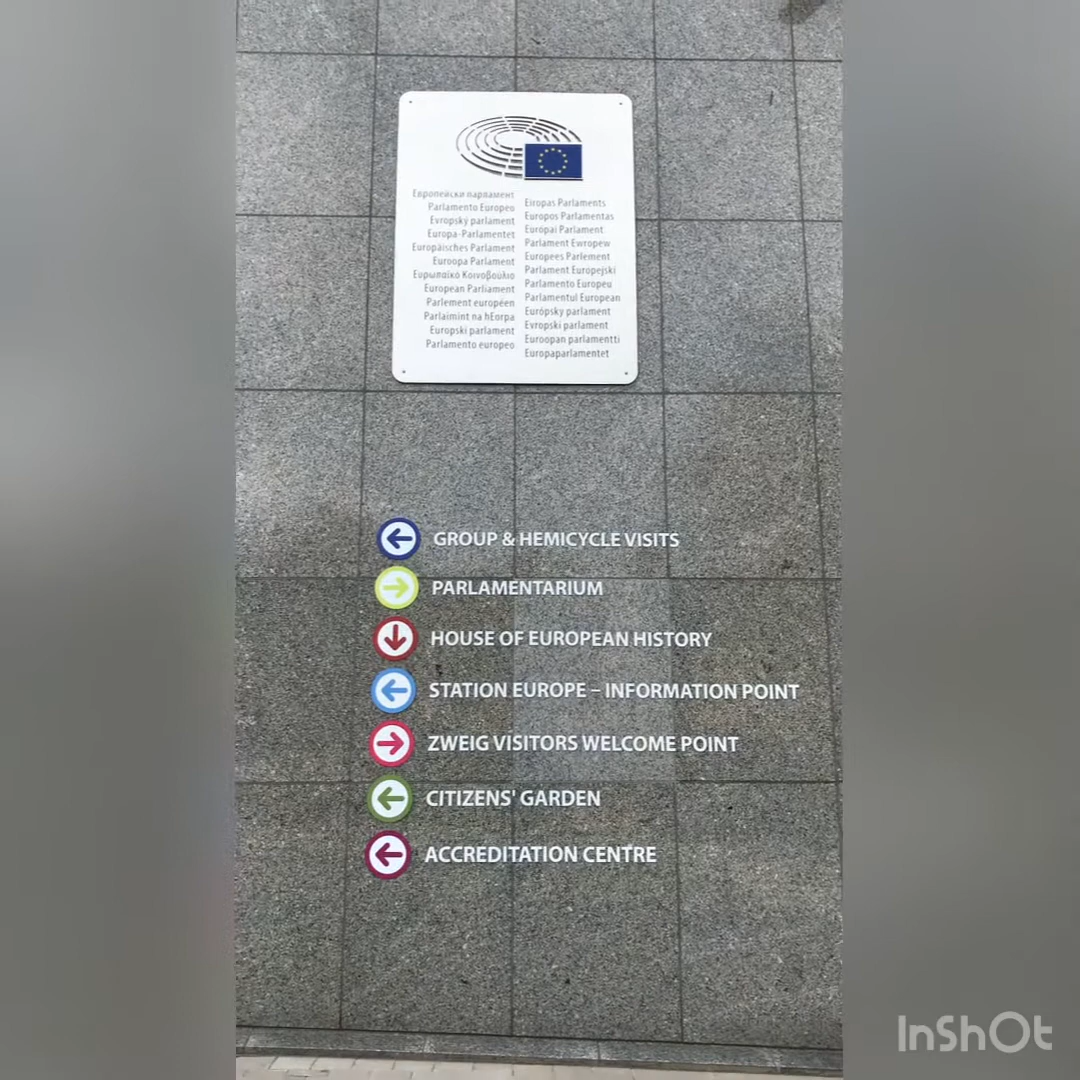 Европейски парламент
Parlamento Europeo
Evropský parlament
Europa-Parlamentet
Europäisches Parlament
Euroopa Parlament
Ευρωπαϊκό Κοινοβούλιο
European Parliament
Parlement européen
Parlaimint na hEorpa
Europski parlament
Parlamento europeo
Eiropas Parlaments
Europos Parlamentas
Európai Parlament
Parlament Ewropew
Europees Parlement
Parlament Europejski
Parlamento Europeu
Parlamentul European
Európsky parlament
Evropski parlament
Euroopan parlamentti
Europaparlamentet
GROUP & HEMICYCLE VISITS
PARLAMENTARIUM
HOUSE OF EUROPEAN HISTORY
STATION EUROPE – INFORMATION POINT
ZWEIG VISITORS WELCOME POINT
CITIZENS' GARDEN
ACCREDITATION CENTRE
InShOt